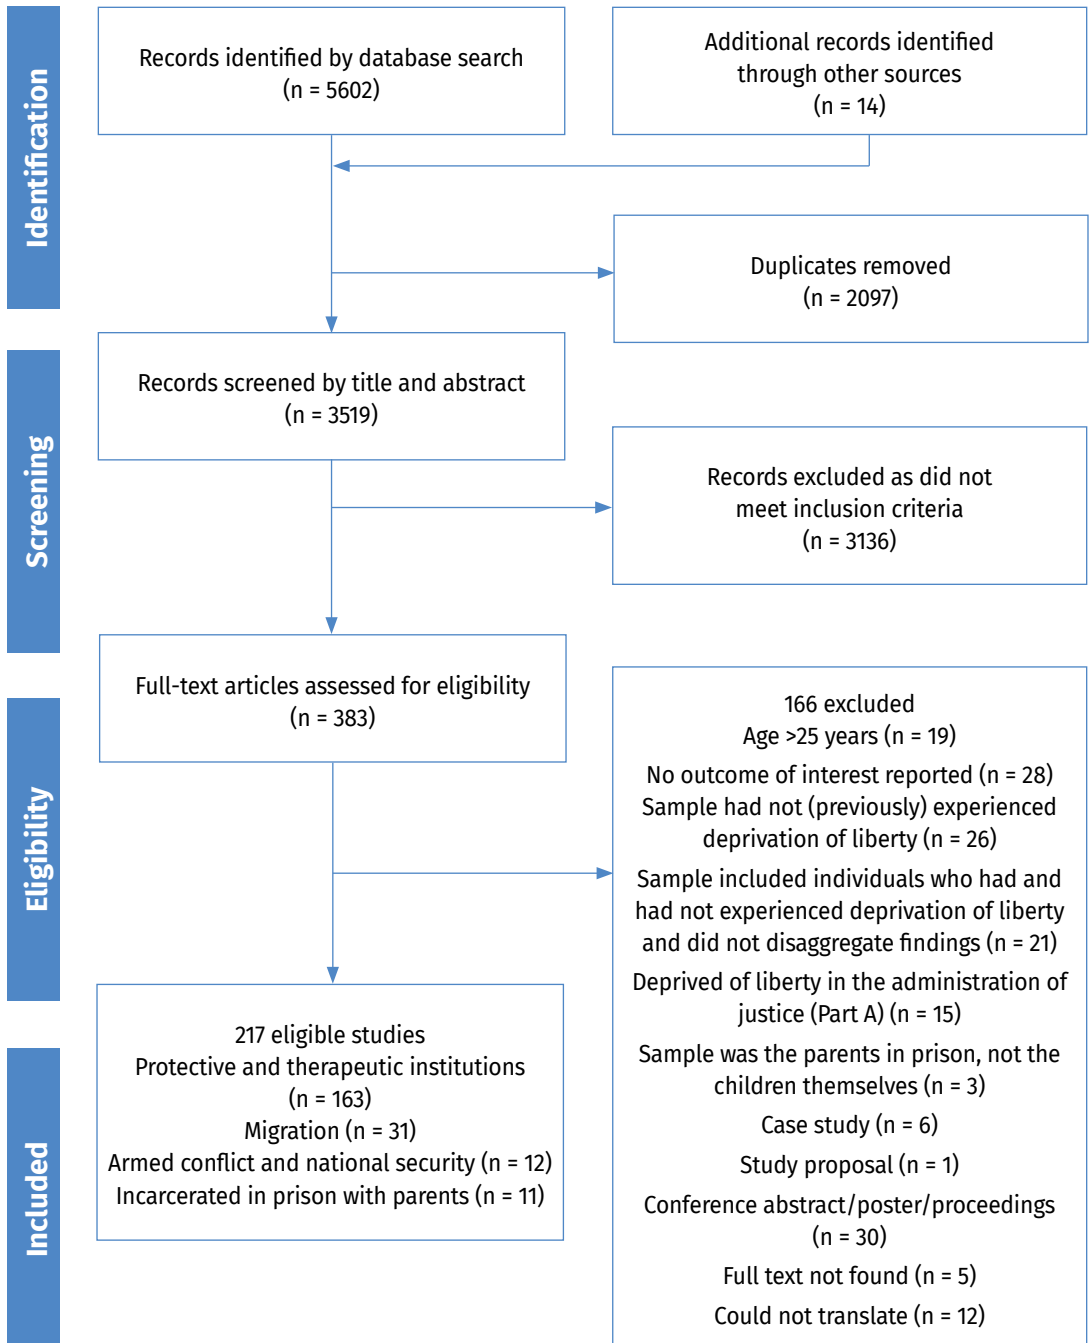 Identification
Records identified by database search
(n = 5602)
Additional records identified
through other sources
(n = 14)
Duplicates removed
(n = 2097)
Screening
Records screened by title and abstract
(n = 3519)
Records excluded as did not
meet inclusion criteria
(n = 3136)
Eligibility
Full-text articles assessed for eligibility
(n = 383)
166 excluded
Age >25 years (n = 19)
No outcome of interest reported (n = 28)
Sample had not (previously) experienced
deprivation of liberty (n = 26)
Sample included individuals who had and
had not experienced deprivation of liberty
and did not disaggregate findings (n = 21)
Deprived of liberty in the administration of
justice (Part A) (n = 15)
Sample was the parents in prison, not the
children themselves (n = 3)
Case study (n = 6)
Study proposal (n = 1)
Conference abstract/poster/proceedings
(n = 30)
Full text not found (n = 5)
Could not translate (n = 12)
Included
217 eligible studies
Protective and therapeutic institutions
(n = 163)
Migration (n = 31)
Armed conflict and national security (n = 12)
Incarcerated in prison with parents (n = 11)